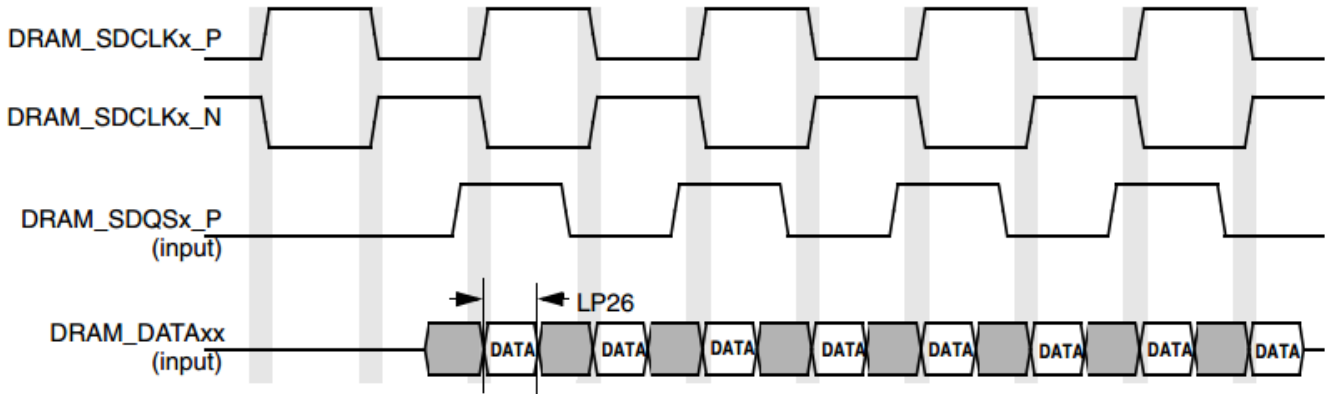 DRAM_SDCLKx_P
DRAM_SDCLKx_N
DRAM_SDQSx_P
(input)
LP26
DRAM_DATAxx
(input)
DATA DATA DATA DATA DATA DATA DATA DATA